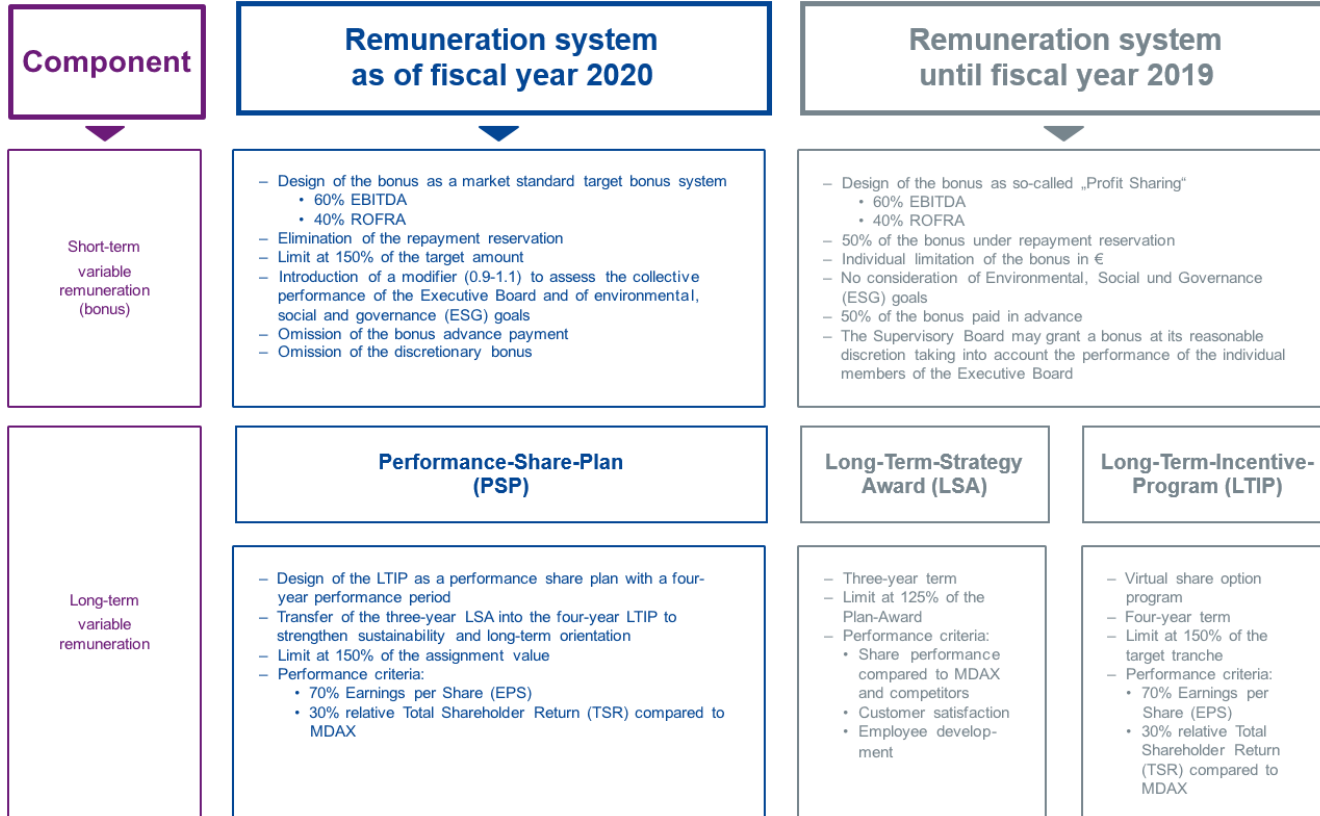 Component
Remuneration system
as of fiscal year 2020
Remuneration system
until fiscal year 2019
Short-term
variable
remuneration
(bonus)
– Design of the bonus as a market standard target bonus system
• 60% EBITDA
• 40% ROFRA
– Elimination of the repayment reservation
– Limit at 150% of the target amount
– Introduction of a modifier (0.9-1.1) to assess the collective
performance of the Executive Board and of environmental,
social and governance (ESG) goals
– Omission of the bonus advance payment
– Omission of the discretionary bonus
– Design of the bonus as so-called „Profit Sharing“
• 60% EBITDA
• 40% ROFRA
– 50% of the bonus under repayment reservation
– Individual limitation of the bonus in €
– No consideration of Environmental, Social und Governance
(ESG) goals
– 50% of the bonus paid in advance
– The Supervisory Board may grant a bonus at its reasonable
discretion taking into account the performance of the individual
members of the Executive Board
Long-term
variable
remuneration
Performance-Share-Plan
(PSP)
– Design of the LTIP as a performance share plan with a four-
year performance period
– Transfer of the three-year LSA into the four-year LTIP to
strengthen sustainability and long-term orientation
– Limit at 150% of the assignment value
– Performance criteria:
• 70% Earnings per Share (EPS)
• 30% relative Total Shareholder Return (TSR) compared to
MDAX
Long-Term-Strategy
Award (LSA)
– Three-year term
– Limit at 125% of the
Plan-Award
– Performance criteria:
• Share performance
compared to MDAX
and competitors
• Customer satisfaction
• Employee develop-
ment
Long-Term-Incentive-
Program (LTIP)
– Virtual share option
program
– Four-year term
– Limit at 150% of the
target tranche
– Performance criteria:
• 70% Earnings per
Share (EPS)
• 30% relative Total
Shareholder Return
(TSR) compared to
MDAX